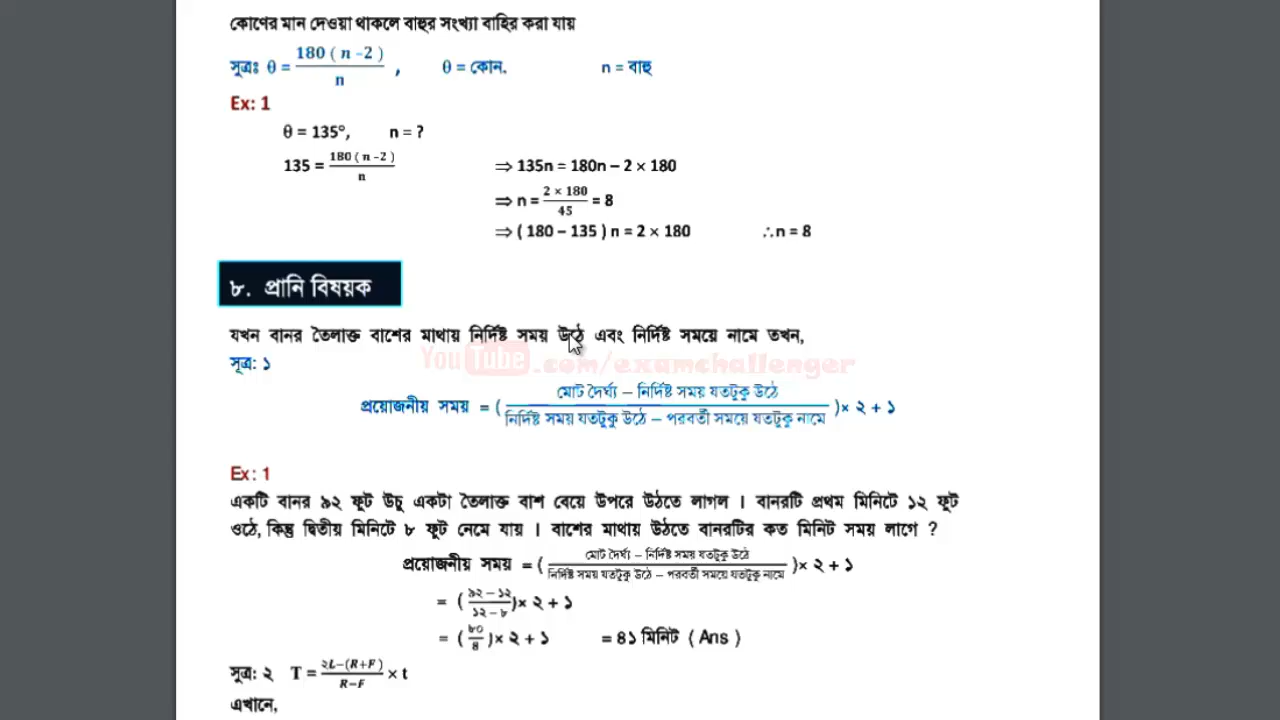 কোণের মান দেওয়া থাকলে বাহুর সংখ্যা বাহির করা যায়
সূত্রঃ θ = 180 ( n –2 ) / n , θ = কোন. n = বাহু
Ex: 1
θ = 135°, n = ?
135 = 180 ( n –2 ) / n ⇒ 135n = 180n – 2 × 180
⇒ n = 2 × 180 / 45 = 8
⇒ ( 180 – 135 ) n = 2 × 180 ∴n = 8
৮. প্রানি বিষয়ক
যখন বানর তৈলাক্ত বাশের মাথায় নির্দিষ্ট সময় উঠে এবং নির্দিষ্ট সময়ে নামে তখন,
YouTube.com/examchallenger
সূত্র: ১
প্রয়োজনীয় সময় = ( মোট দৈর্ঘ্য – নির্দিষ্ট সময় যতটুকু উঠে / নির্দিষ্ট সময় যতটুকু উঠে – পরবর্তী সময়ে যতটুকু নামে )× ২ + ১
Ex: 1
একটি বানর ৯২ ফূট উচু একটা তৈলাক্ত বাশ বেয়ে উপরে উঠতে লাগল । বানরটি প্রথম মিনিটে ১২ ফূট
ওঠে, কিন্তু দ্বিতীয় মিনিটে ৮ ফূট নেমে যায় । বাশের মাথায় উঠতে বানরটির কত মিনিট সময় লাগে ?
প্রয়োজনীয় সময় = ( মোট দৈর্ঘ্য – নির্দিষ্ট সময় যতটুকু উঠে / নির্দিষ্ট সময় যতটুকু উঠে – পরবর্তী সময়ে যতটুকু নামে )× ২ + ১
= ( ৯২ – ১২ / ১২ – ৮ )× ২ + ১
= ( ৮০ / ৪ )× ২ + ১ = ৪১ মিনিট ( Ans )
সূত্র: ২ T = ২L–(R+F) / R–F × t
এখানে,